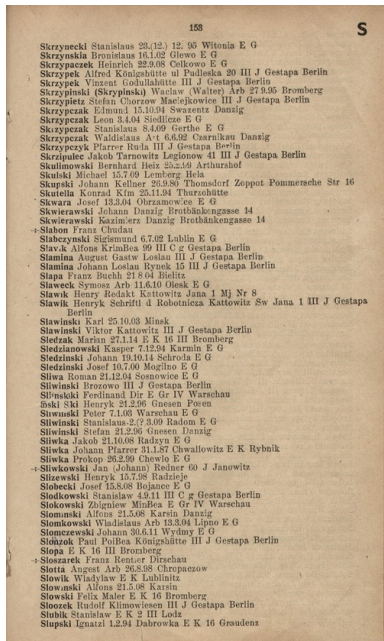 158
S
Skrzynecki Stanislaus 23.(12.) 12. 95 Witonia E G
Skrzynskia Bronislaus 16.1.02 Glewo E G
Skrzypaczek Heinrich 22.9.08 Celkowo E G
Skrzypek Alfred Königshütte ul Pudleska 20 III J Gestapa Berlin
Skrzypek Vinzent Godullahütte III J Gestapa Berlin
Skrzypinski (Skrypinski) Waclaw (Walter) Arb 27.9.95 Bromberg
Skrzypietz Stefan Chorzow Maciejkowice III J Gestapa Berlin
Skrzypczak Edmund 15.10.94 Swazentz Danzig
Skrzypczak Leon 3.4.04 Siedlicze E G
Skrzypczak Stanislaus 8.4.09 Gerthe E G
Skrzypczak Waldislaus Art 6.6.92 Czarnikau Danzig
Skrzypczyk Pfarrer Ruda III J Gestapa Berlin
Skrzipulec Jakob Tarnowitz Legionow 41 III J Gestapa Berlin
Skulimowski Bernhard Heiz Arthurshof
Skulski Michael 15.7.09 Lemberg Hela
Skupski Johann Kellner 26.9.80 Thomsdorf Zoppot Pommersche Str 16
Skutella Konrad Kfm 25.11.94 Thurzohütte
Skwara Josef 13.3.04 Obrzamowice E G
Skwierawski Johann Danzig Brotbänkengasse 14
Skwierawski Kazimierz Danzig Brotbänkengasse 14
+Slabon Franz Chudau
Slabczynski Sigismund 6.7.02 Lublin E G
Alfons KrimBea 99 III C g Gestapa Berlin
Slamina August Gastw Loslau III J Gestapa Berlin
Slamina Johann Loslau Rynek 15 III J Gestapa Berlin
Slapa Franz Buchh 21 8 04 Bielitz
Slaweck Symosz Arb 11.6.10 Olesk E G
Slawik Henry Redakt Kattowitz Jana 1 Mj Nr 8
Slawik Henryk Schriftl d Robotnicza Kattowitz Sw Jana 1 III J Gestapa
Berlin
Slawinski Karl 25.10.03 Minsk
Slawinski Viktor Kattowitz III J Gestapa Berlin
Sledzak Marian 27.1.14 E K 16 III Bromberg
Sledzianowski Kasper 7.12.94 Karmin E G
Sledzinski Johann 19.10.14 Schroda E G
Sledzinski Josef 10.7.00 Mogilno E G
Sliwa Roman 21.12.04 Sosnowice E G
Sliwinski Brozowo III J Gestapa Berlin
Ferdinand Dir E Gr IV Warschau
Henryk 21.2.96 Gnesen Posen
Sliwinski Peter 7.1.03 Warschau E G
Sliwinski Stanislaus 2.(? 3.09 Radom E G
Sliwinski Stefan 21.2.96 Gnesen Danzig
Sliwka Jakob 21.10.08 Radzyn E G
Sliwka Johann Pfarrer 31.1.87 Chwallowitz E K Rybnik
Sliwka Prokop 26.2.99 Chewlo E G
+Sliwkowski Jan (Johann) Redner 60 J Janowitz
Slizewski Henryk 15.7.98 Radzieje
Slobecki Josef 15.8.08 Bojance E G
Slodkowski Stanislaw 4.9.11 III C g Gestapa Berlin
Slokowski Zbigniew MinBea E Gr IV Warschau
Slominski Alfons 21.5.08 Karsin Danzig
Slomkowski Wladislaus Arb 13.3.04 Lipno E G
Slomczewski Johann 30.6.11 Wydmy E G
Paul PolBea Königshütte III J Gestapa Berlin
Slopa E K 16 III Bromberg
+Sloszarek Franz Rentier Dirschau
Slotta Angest Arb 26.8.98 Chropaczow
Slowik Wladylaw E K Lublinitz
Slowinski Alfons 21.5.08 Karsin
Slowski Felix Maler E K 16 Bromberg
Sloozek Rudolf Klimowiesen III J Gestapa Berlin
Slubik Stanislaw E K 2 III Lodz
Slupski Ignatzi 1.2.94 Dabrowka E K 16 Graudenz